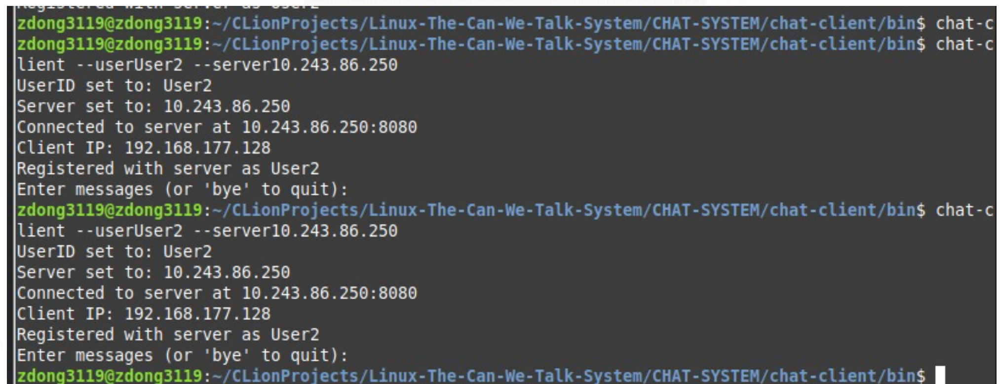 Registered with server as User2
zdong3119@zdong3119:~/CLionProjects/Linux-The-Can-We-Talk-System/CHAT-SYSTEM/chat-client/bin$ chat-c
zdong3119@zdong3119:~/CLionProjects/Linux-The-Can-We-Talk-System/CHAT-SYSTEM/chat-client/bin$ chat-c
lient --userUser2 --server10.243.86.250
UserID set to: User2
Server set to: 10.243.86.250
Connected to server at 10.243.86.250:8080
Client IP: 192.168.177.128
Registered with server as User2
Enter messages (or 'bye' to quit):
zdong3119@zdong3119:~/CLionProjects/Linux-The-Can-We-Talk-System/CHAT-SYSTEM/chat-client/bin$ chat-c
lient --userUser2 --server10.243.86.250
UserID set to: User2
Server set to: 10.243.86.250
Connected to server at 10.243.86.250:8080
Client IP: 192.168.177.128
Registered with server as User2
Enter messages (or 'bye' to quit):
zdong3119@zdong3119:~/CLionProjects/Linux-The-Can-We-Talk-System/CHAT-SYSTEM/chat-client/bin$